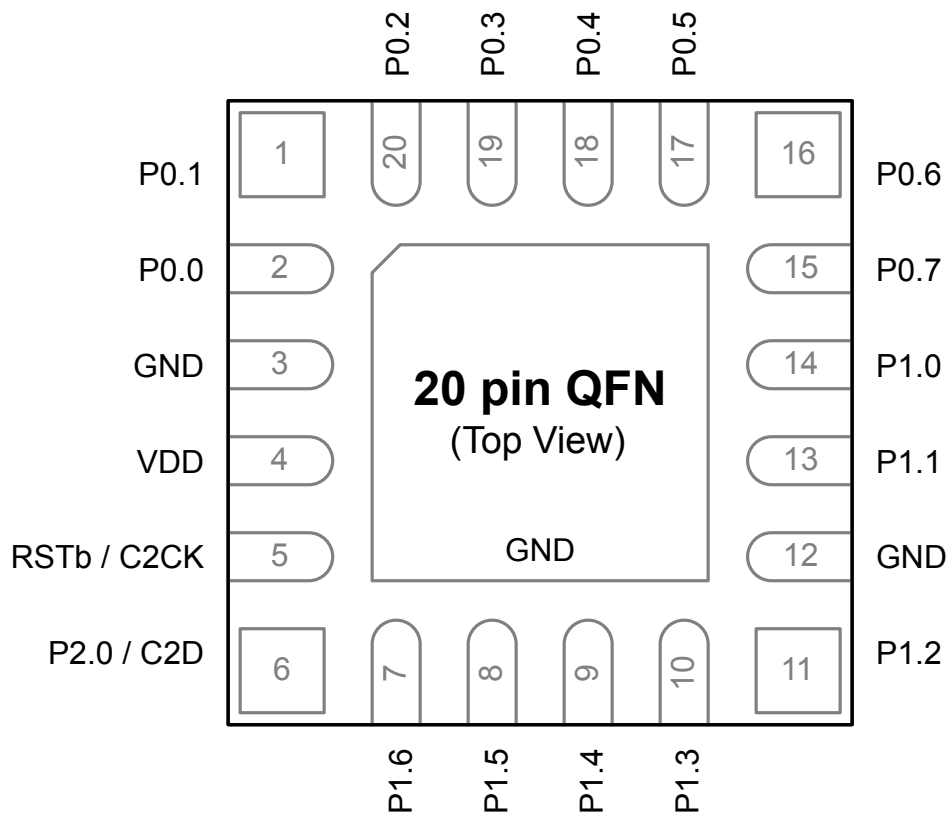 P0.2
P0.3
P0.4
P0.5
P0.1
1
20
19
18
17
16
P0.6
P0.0
2
15
P0.7
GND
3
14
P1.0
20 pin QFN
(Top View)
VDD
4
13
P1.1
RSTb / C2CK
5
GND
12
GND
P2.0 / C2D
6
7
8
9
10
11
P1.2
P1.6
P1.5
P1.4
P1.3